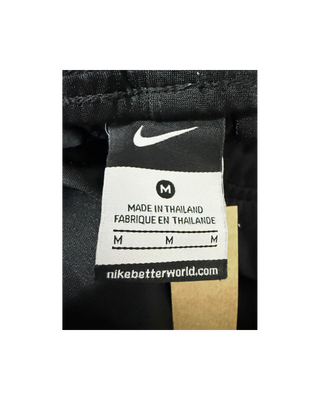 M
MADE IN THAILAND
FABRIQUE EN THAILANDE
M M M
nikebetterworld.com